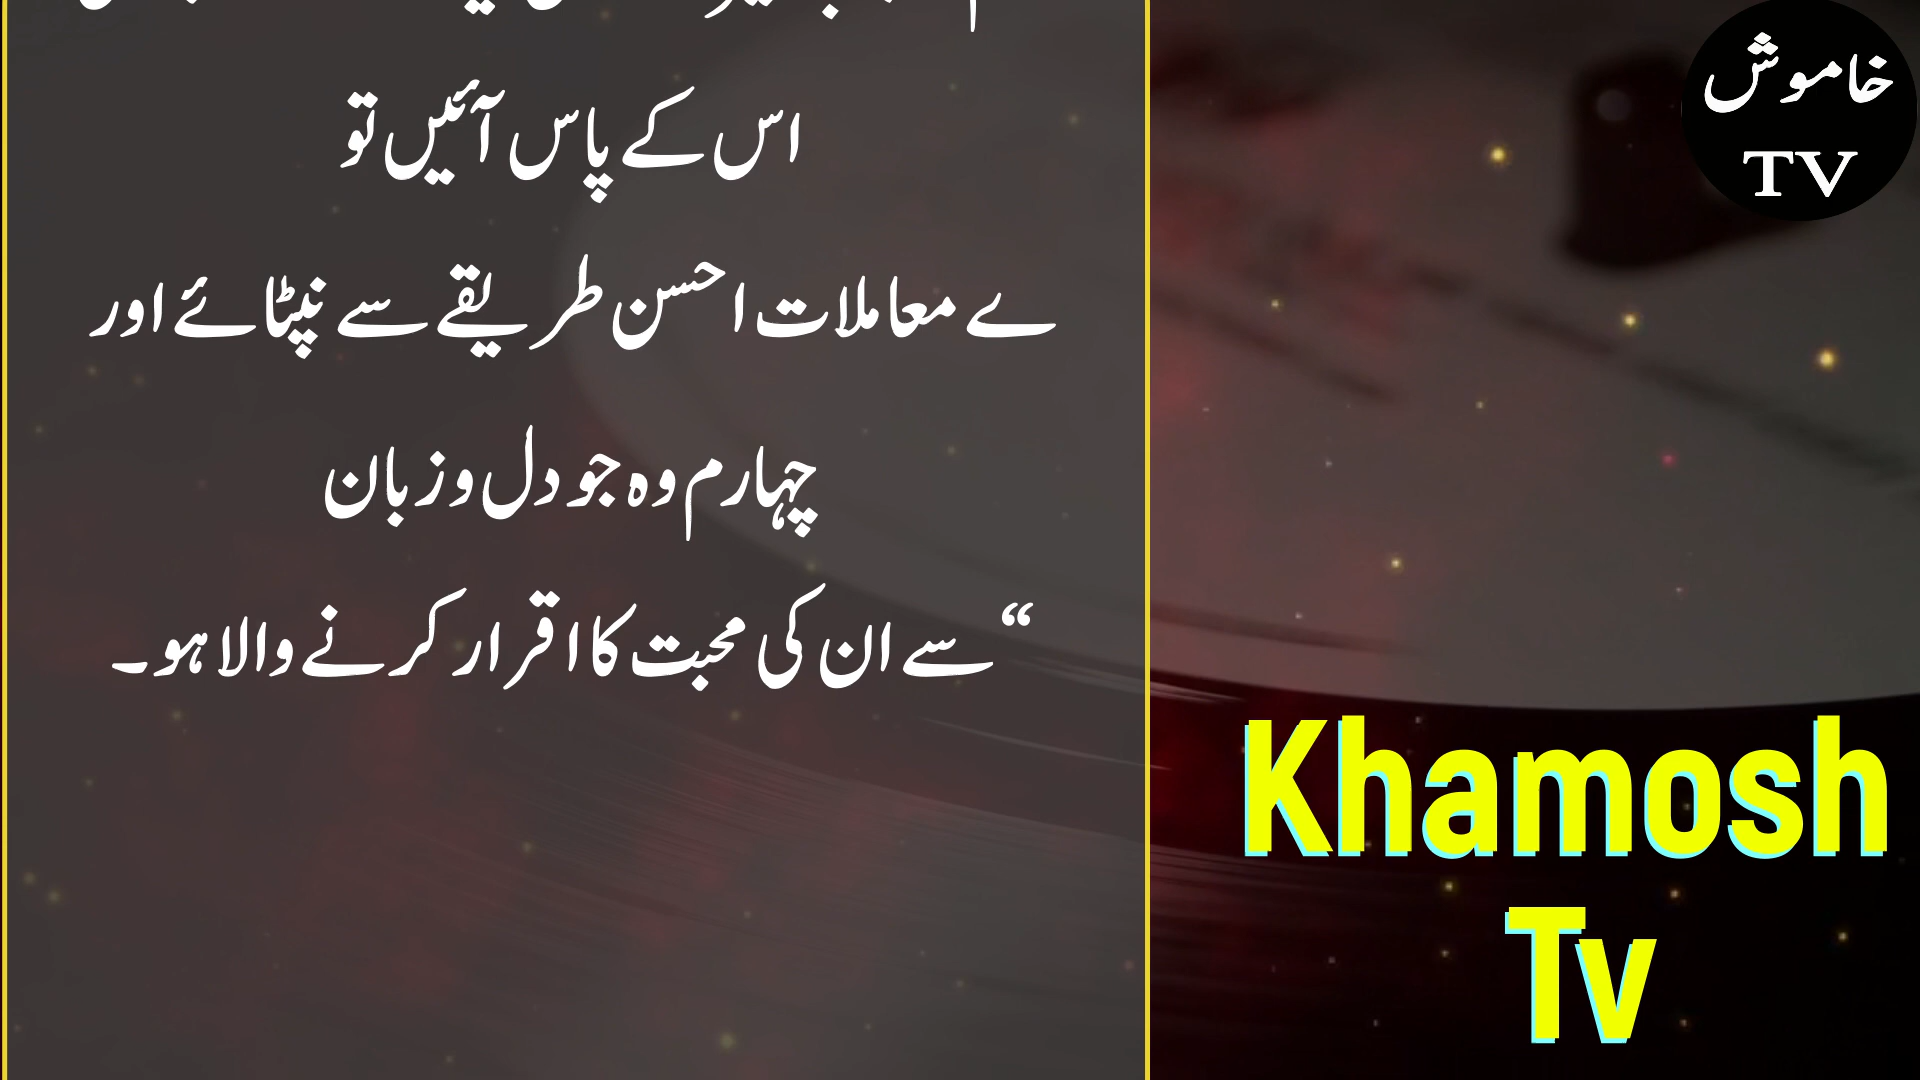 اس کے پاس آئیں تو
ے معاملات احسن طریقے سے نپٹائے اور
چہارم وہ جو دل و زبان
“ سے ان کی محبت کا اقرار کرنے والا ہو۔
خاموش
TV
Khamosh
Tv